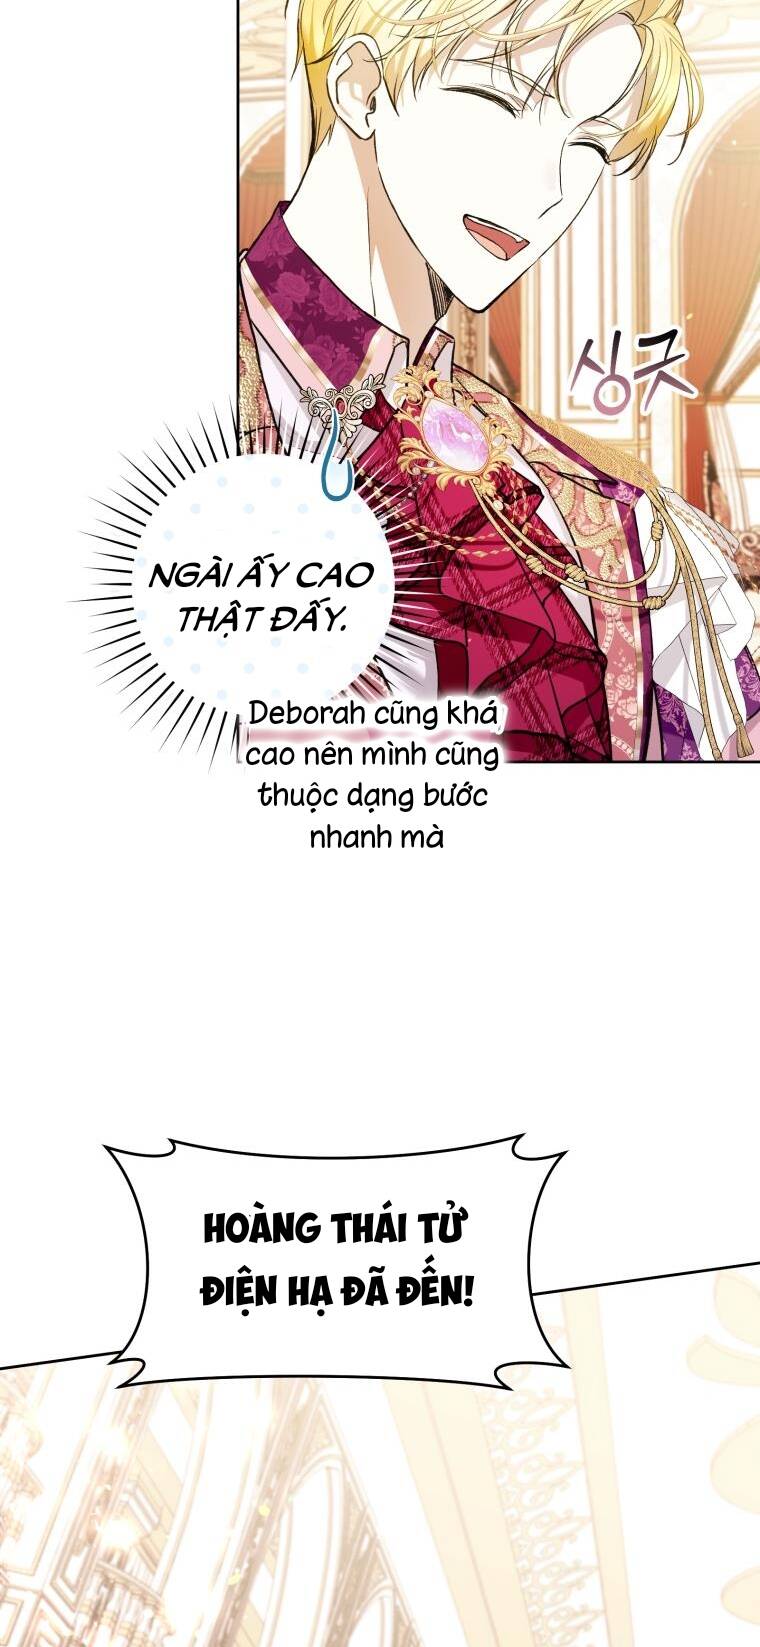 싱긋
NGÀI ẤY CAO
THẬT ĐẤY.
Deborah cũng khá
cao nên mình cũng
thuộc dạng bước
nhanh mà
HOÀNG THÁI TỬ
ĐIỆN HẠ ĐÃ ĐẾN!